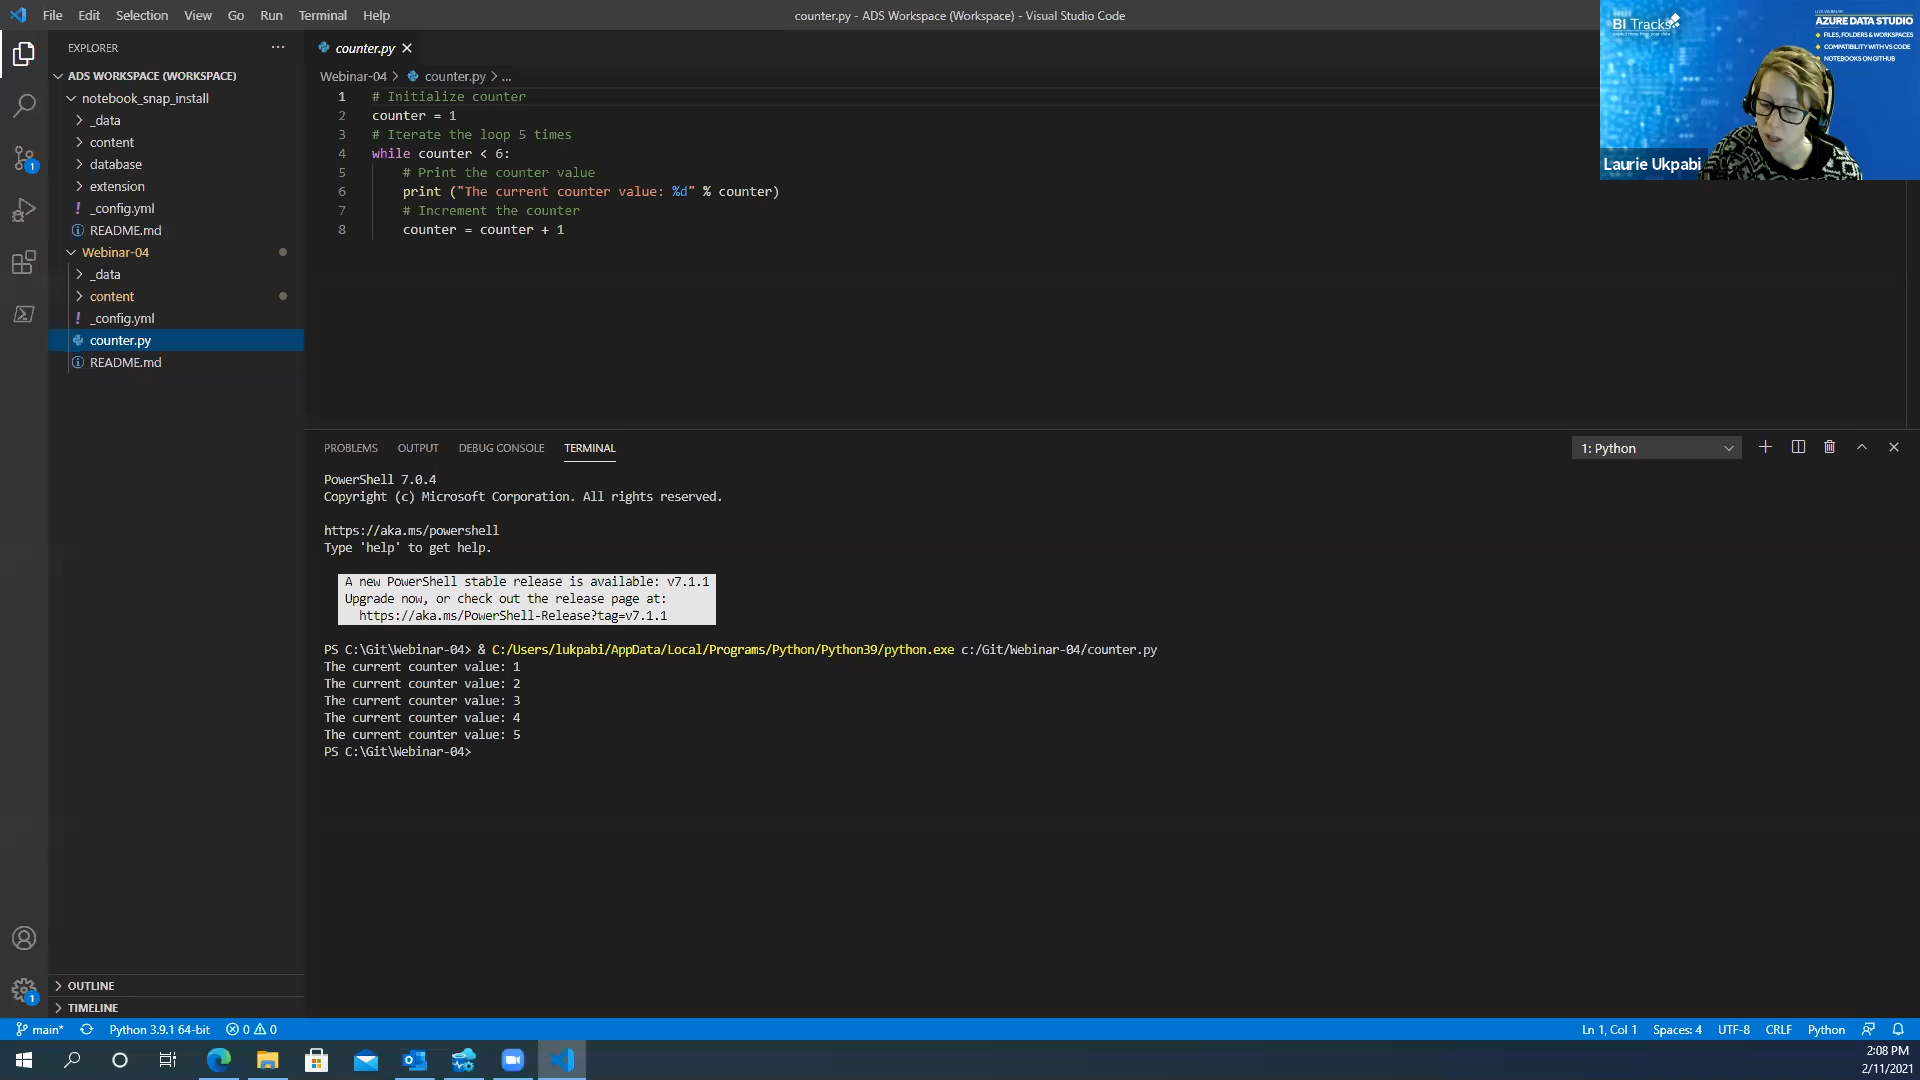 File Edit Selection View Go Run Terminal Help
counter.py - ADS Workspace (Workspace) - Visual Studio Code
BI Tracks
AZURE DATA STUDIO
FILES, FOLDERS & WORKSPACES
COMPATIBILITY WITH VS CODE
NOTEBOOKS ON GITHUB
Laurie Ukpabi
EXPLORER
ADS WORKSPACE (WORKSPACE)
notebook_snap_install
_data
content
database
extension
! _config.yml
README.md
Webinar-04
_data
content
! _config.yml
counter.py
README.md
OUTLINE
TIMELINE
counter.py
Webinar-04 > counter.py > ...
1 # Initialize counter
2 counter = 1
3 # Iterate the loop 5 times
4 while counter < 6:
5 # Print the counter value
6 print ("The current counter value: %d" % counter)
7 # Increment the counter
8 counter = counter + 1
PROBLEMS OUTPUT DEBUG CONSOLE TERMINAL
1: Python
PowerShell 7.0.4
Copyright (c) Microsoft Corporation. All rights reserved.
https://aka.ms/powershell
Type 'help' to get help.
A new PowerShell stable release is available: v7.1.1
Upgrade now, or check out the release page at:
https://aka.ms/PowerShell-Release?tag=v7.1.1
PS C:\Git\Webinar-04> & C:/Users/lukpabi/AppData/Local/Programs/Python/Python39/python.exe c:/Git/Webinar-04/counter.py
The current counter value: 1
The current counter value: 2
The current counter value: 3
The current counter value: 4
The current counter value: 5
PS C:\Git\Webinar-04>
main* Python 3.9.1 64-bit 0 0
Ln 1, Col 1 Spaces: 4 UTF-8 CRLF Python
2:08 PM
2/11/2021